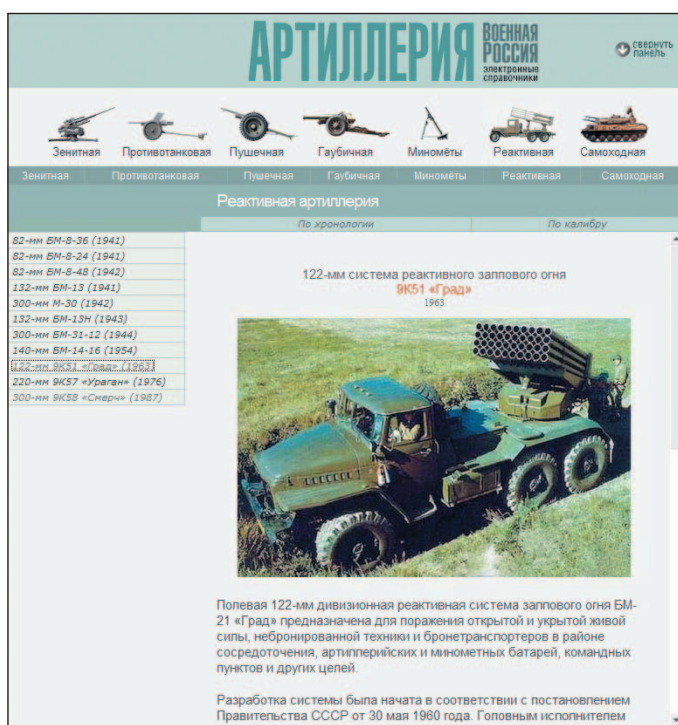 АРТИЛЛЕРИЯ
ВОЕННАЯ
РОССИЯ
электронные
справочники
свернуть
панель
Зенитная Противотанковая Пушечная Гаубичная Миномёты Реактивная Самоходная
Зенитная Противотанковая Пушечная Гаубичная Миномёты Реактивная Самоходная
Реактивная артиллерия
По хронологии По калибру
82-мм БМ-8-36 (1941)
82-мм БМ-8-24 (1941)
82-мм БМ-8-48 (1942)
132-мм БМ-13 (1941)
300-мм М-30 (1942)
132-мм БМ-13Н (1943)
300-мм БМ-31-12 (1944)
140-мм БМ-14-16 (1954)
122-мм 9К51 «Град» (1963)
220-мм 9К57 «Ураган» (1976)
300-мм 9К58 «Смерч» (1987)
122-мм система реактивного залпового огня
9К51 «Град»
1963
Полевая 122-мм дивизионная реактивная система залпового огня БМ-
21 «Град» предназначена для поражения открытой и укрытой живой
силы, небронированной техники и бронетранспортеров в районе
сосредоточения, артиллерийских и минометных батарей, командных
пунктов и других целей.
Разработка системы была начата в соответствии с постановлением
Правительства СССР от 30 мая 1960 года. Головным исполнителем